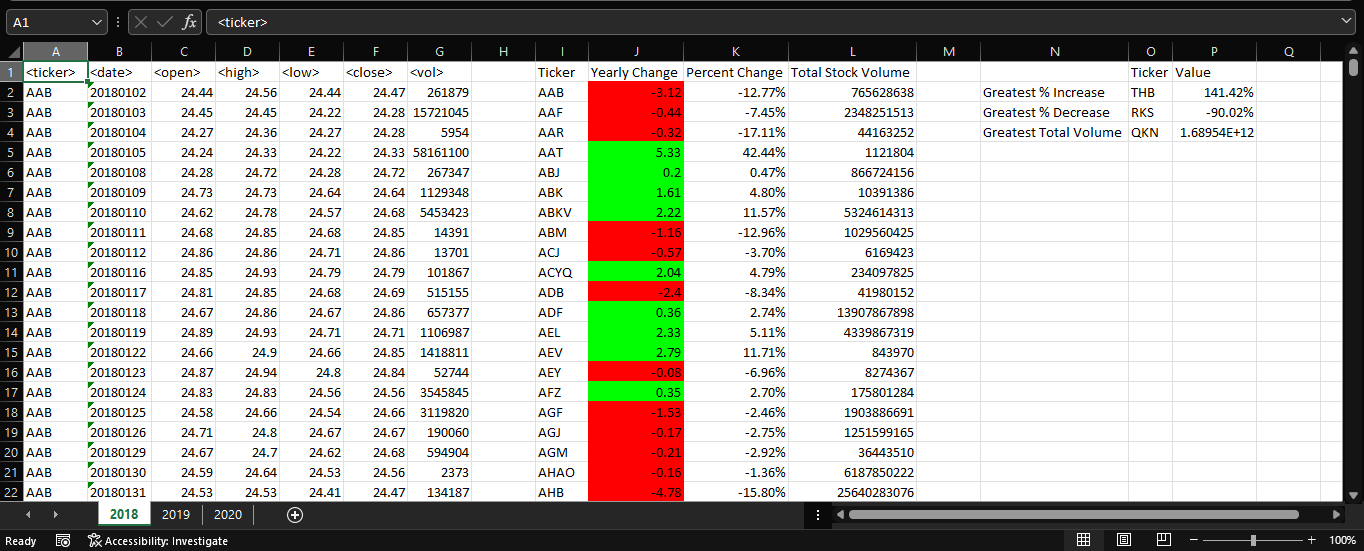 A1 fx <ticker>
A B C D E F G H I J K L M N O P Q
1 <ticker> <date> <open> <high> <low> <close> <vol> Ticker Yearly Change Percent Change Total Stock Volume Ticker Value
2 AAB 20180102 24.44 24.56 24.44 24.47 261879 AAB -3.12 -12.77% 765628638 Greatest % Increase THB 141.42%
3 AAB 20180103 24.45 24.45 24.22 24.28 15721045 AAF -0.44 -7.45% 2348251513 Greatest % Decrease RKS -90.02%
4 AAB 20180104 24.27 24.36 24.27 24.28 5954 AAR -0.32 -17.11% 44163252 Greatest Total Volume QKN 1.68954E+12
5 AAB 20180105 24.24 24.33 24.22 24.33 58161100 AAT 5.33 42.44% 1121804
6 AAB 20180108 24.28 24.72 24.28 24.72 267347 ABJ 0.2 0.47% 866724156
7 AAB 20180109 24.73 24.73 24.64 24.64 1129348 ABK 1.61 4.80% 10391386
8 AAB 20180110 24.62 24.78 24.57 24.68 5453423 ABKV 2.22 11.57% 5324614313
9 AAB 20180111 24.68 24.85 24.68 24.85 14391 ABM -1.16 -12.96% 1029560425
10 AAB 20180112 24.86 24.86 24.71 24.86 13701 ACJ -0.57 -3.70% 6169423
11 AAB 20180116 24.85 24.93 24.79 24.79 101867 ACYQ 2.04 4.79% 234097825
12 AAB 20180117 24.81 24.85 24.68 24.69 515155 ADB -2.4 -8.34% 41980152
13 AAB 20180118 24.67 24.86 24.67 24.86 657377 ADF 0.36 2.74% 13907867898
14 AAB 20180119 24.89 24.93 24.71 24.71 1106987 AEL 2.33 5.11% 4339867319
15 AAB 20180122 24.66 24.9 24.66 24.85 1418811 AEV 2.79 11.71% 843970
16 AAB 20180123 24.87 24.94 24.8 24.84 52744 AEY -0.08 -6.96% 8274367
17 AAB 20180124 24.83 24.83 24.56 24.56 3545845 AFZ 0.35 2.70% 175801284
18 AAB 20180125 24.58 24.66 24.54 24.66 3119820 AGF -1.53 -2.46% 1903886691
19 AAB 20180126 24.71 24.8 24.67 24.67 190060 AGJ -0.17 -2.75% 1251599165
20 AAB 20180129 24.67 24.7 24.62 24.68 594904 AGM -0.21 -2.92% 36443510
21 AAB 20180130 24.59 24.64 24.53 24.56 2373 AHAO -0.16 -1.36% 6187850222
22 AAB 20180131 24.53 24.53 24.41 24.47 134187 AHB -4.78 -15.80% 25640283076
2018 2019 2020
Ready Accessibility: Investigate 100%